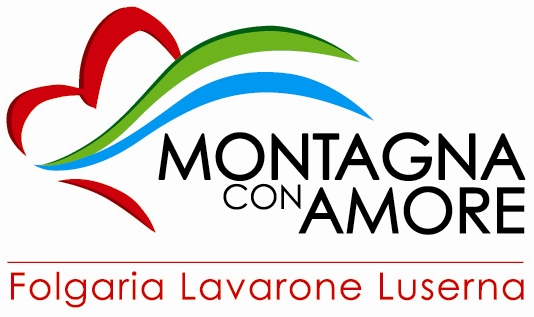 MONTAGNA
CON AMORE
Folgaria Lavarone Luserna